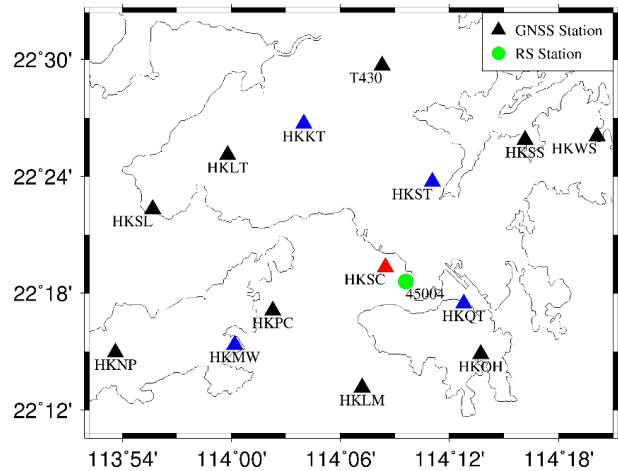 GNSS Station
RS Station
22°30'
22°24'
22°18'
22°12'
T430
HKKT
HKLT
HKSS
HKWS
HKST
HKSL
HKSC
45004
HKPC
HKQT
HKNP
HKMW
HKOH
HKLM
113°54'
114°00'
114°06'
114°12'
114°18'